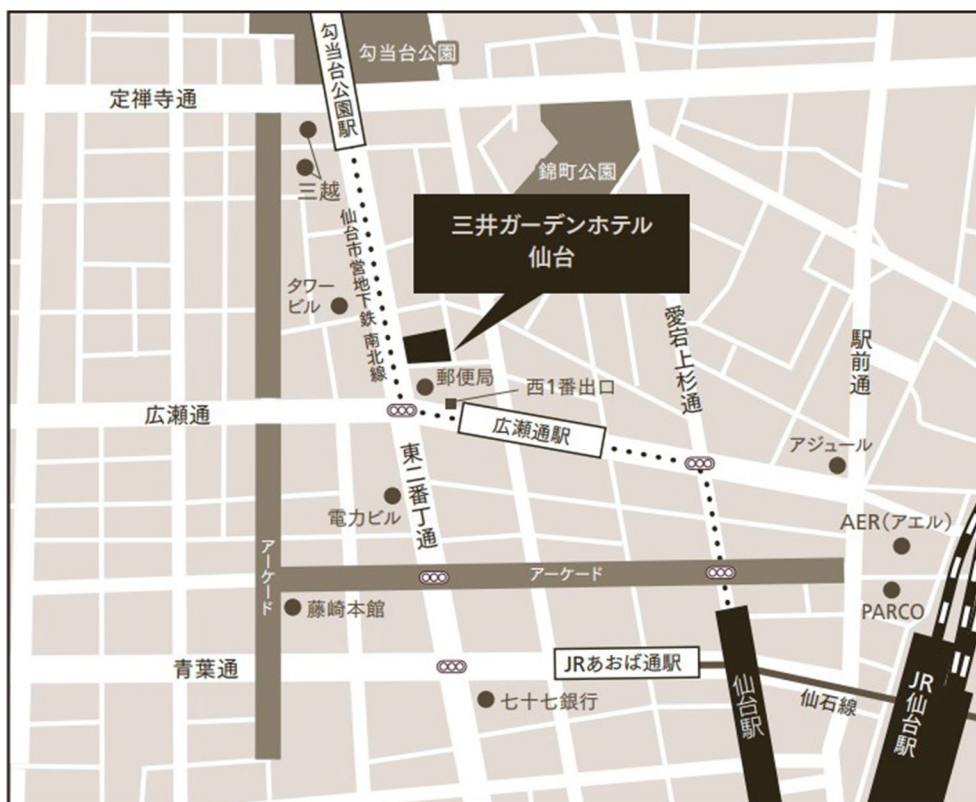 勾当台公園駅
勾当台公園
定禅寺通
三越
錦町公園
三井ガーデンホテル
仙台
仙台市営地下鉄 南北線
タワー
ビル
愛宕上杉通
駅前通
郵便局
西1番出口
広瀬通
広瀬通駅
アジュール
東二番丁通
電力ビル
AER(アエル)
アーケード
アーケード
PARCO
藤崎本館
青葉通
JRあおば通駅
仙台駅
仙石線
JR仙台駅
七十七銀行